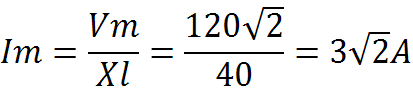 Im = Vm/Xl = 120√2/40 = 3√2A